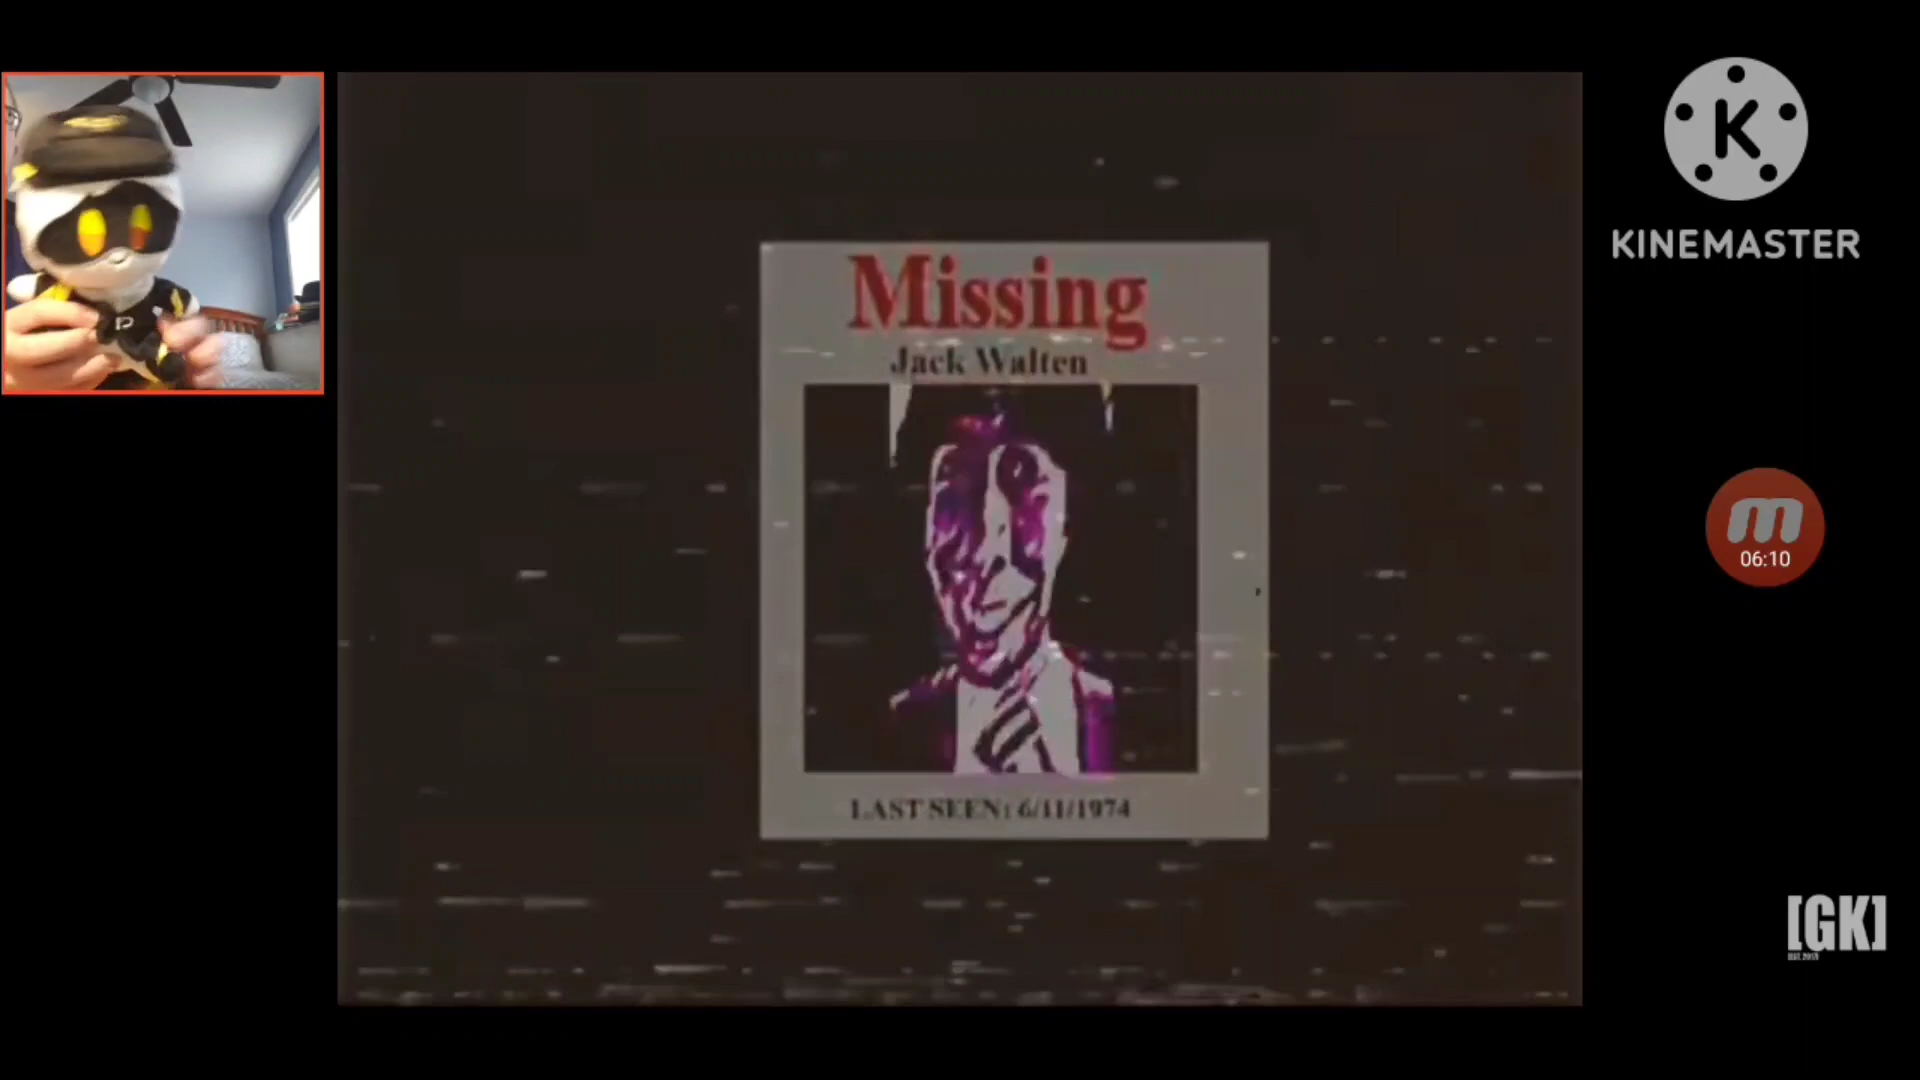 Missing
Jack Walten
LAST SEEN: 6/11/1974
K
KINEMASTER
m
06:10
[GK]